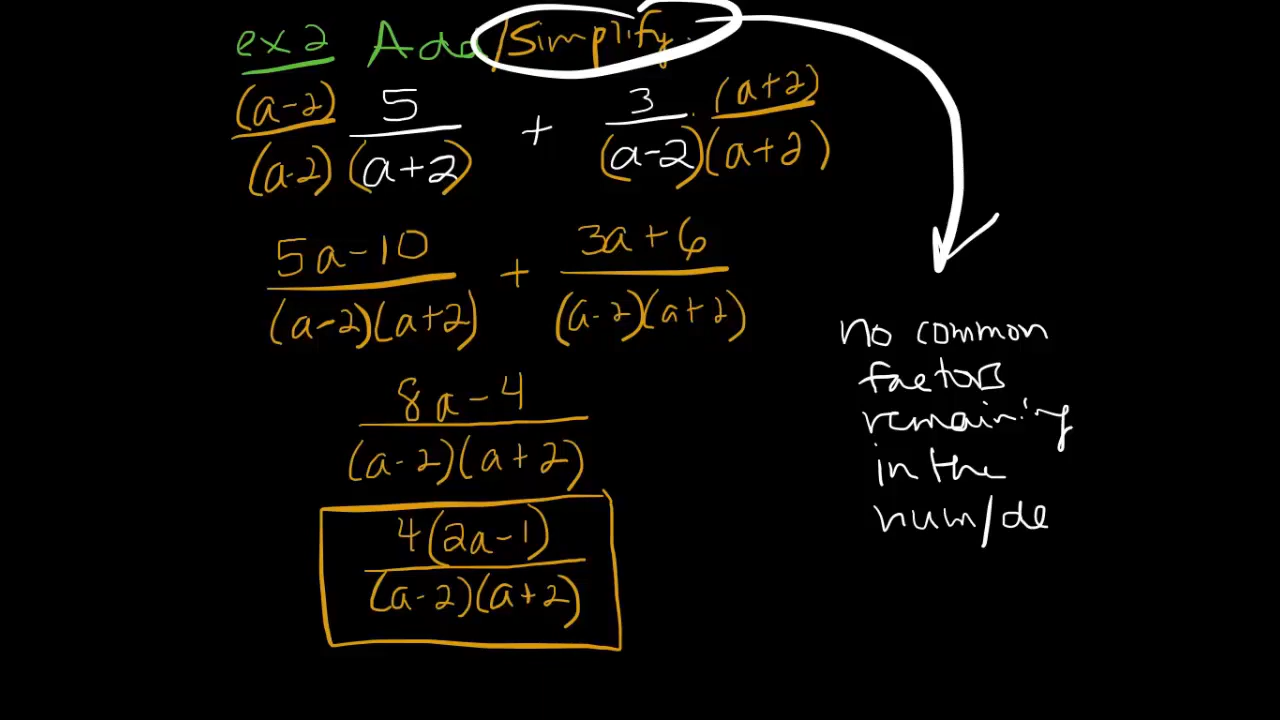 ex 2 Add/Simplify.
(a-2)/(a-2) 5/(a+2) + 3/(a-2) · (a+2)/(a+2)
5a-10/(a-2)(a+2) + 3a+6/(a-2)(a+2)
8a-4/(a-2)(a+2)
4(2a-1)/(a-2)(a+2)
no common
factors
remaining
in the
num/de